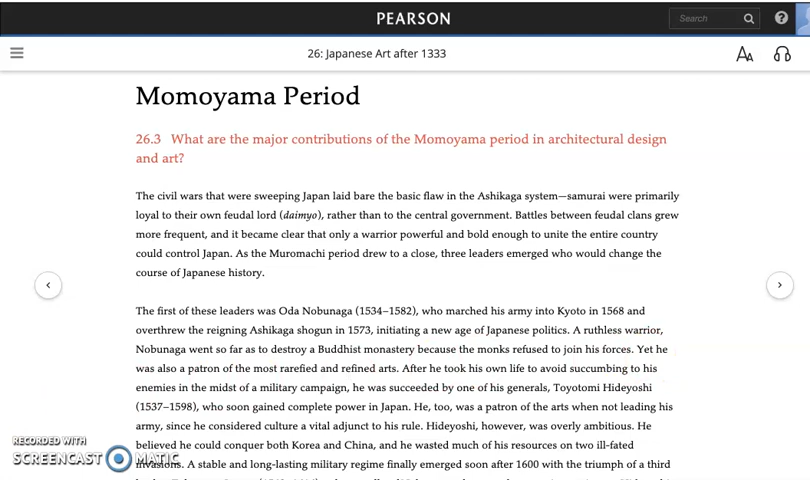 PEARSON
Search
26: Japanese Art after 1333
Momoyama Period
26.3 What are the major contributions of the Momoyama period in architectural design
and art?
The civil wars that were sweeping Japan laid bare the basic flaw in the Ashikaga system—samurai were primarily
loyal to their own feudal lord (daimyo), rather than to the central government. Battles between feudal clans grew
more frequent, and it became clear that only a warrior powerful and bold enough to unite the entire country
could control Japan. As the Muromachi period drew to a close, three leaders emerged who would change the
course of Japanese history.
The first of these leaders was Oda Nobunaga (1534–1582), who marched his army into Kyoto in 1568 and
overthrew the reigning Ashikaga shogun in 1573, initiating a new age of Japanese politics. A ruthless warrior,
Nobunaga went so far as to destroy a Buddhist monastery because the monks refused to join his forces. Yet he
was also a patron of the most rarefied and refined arts. After he took his own life to avoid succumbing to his
enemies in the midst of a military campaign, he was succeeded by one of his generals, Toyotomi Hideyoshi
(1537–1598), who soon gained complete power in Japan. He, too, was a patron of the arts when not leading his
army, since he considered culture a vital adjunct to his rule. Hideyoshi, however, was overly ambitious. He
believed he could conquer both Korea and China, and he wasted much of his resources on two ill-fated
invasions. A stable and long-lasting military regime finally emerged soon after 1600 with the triumph of a third
RECORDED WITH
SCREENCAST MATIC